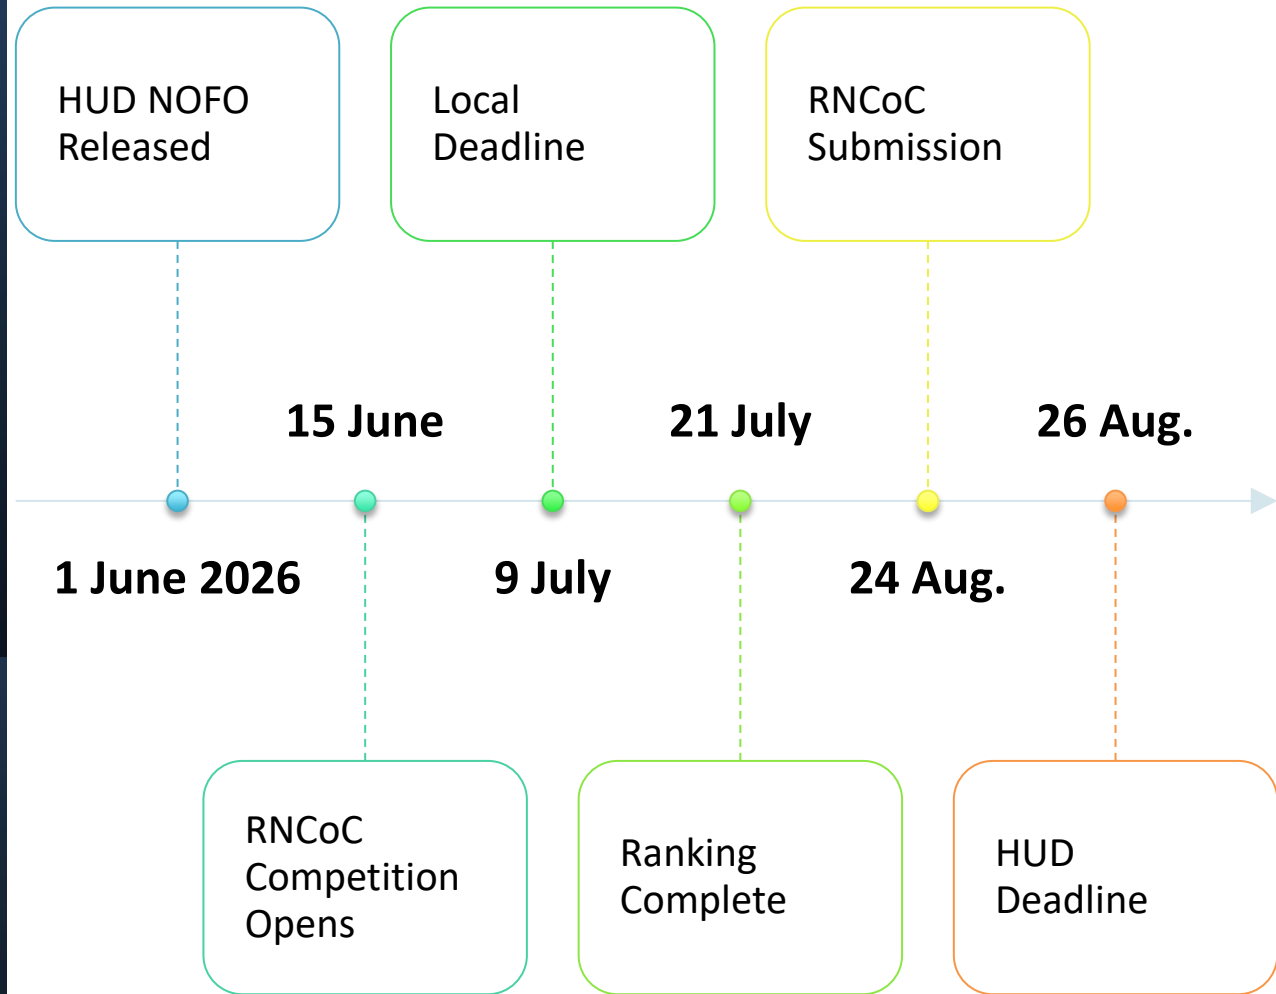 HUD NOFO
Released
Local
Deadline
RNCoC
Submission
15 June
21 July
26 Aug.
1 June 2026
9 July
24 Aug.
RNCoC
Competition
Opens
Ranking
Complete
HUD
Deadline